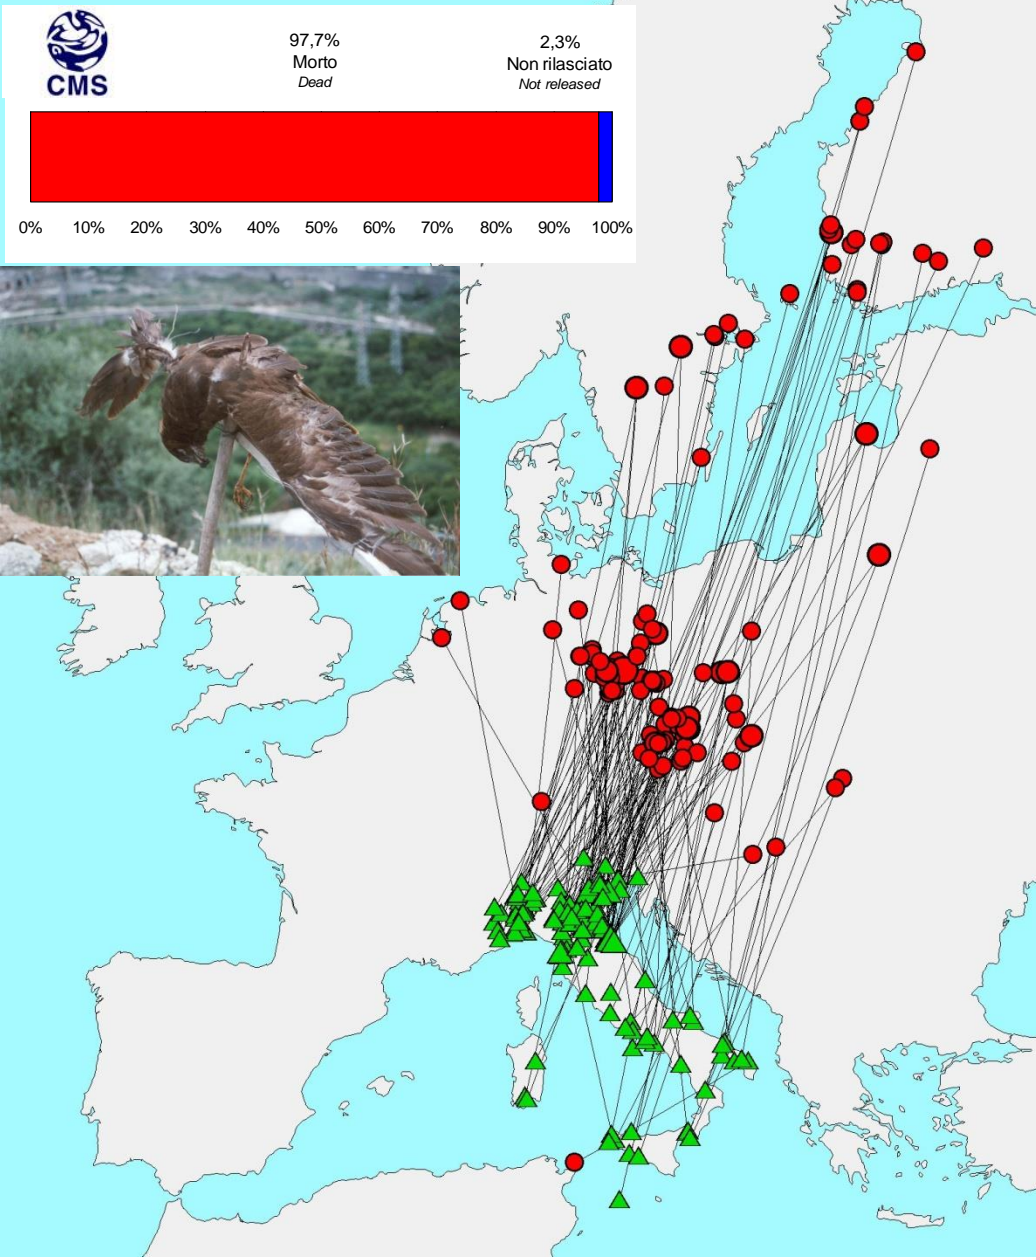 CMS
97,7%
Morto
Dead
2,3%
Non rilasciato
Not released
0% 10% 20% 30% 40% 50% 60% 70% 80% 90% 100%